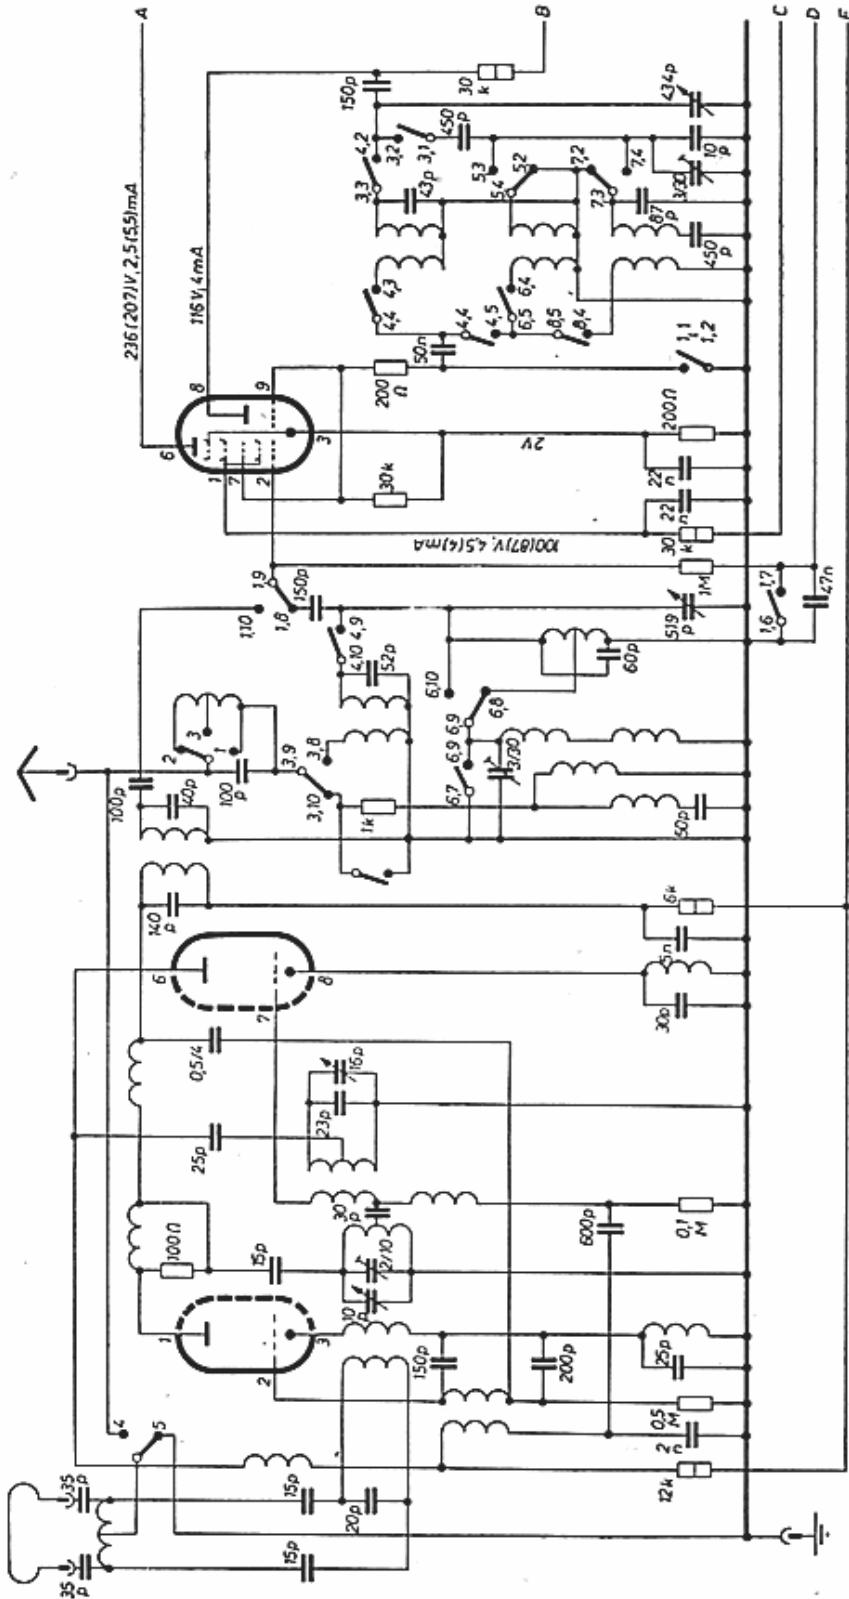 A
B
C
D
E
236(207)V, 2,5(5,5)mA
116V, 4mA
150p
30
k
434p
4,2
3,2
3,1
450
p
3,3
43p
5,3
5,2
5,4
7,2
7,4
7,3
10
p
3/30
87
p
450
p
4,3
4,4
6,4
6,5
4,4
4,5
8,5
8,4
50n
1,1
1,2
200
Ω
8
9
6
3
1
7
2
30k
2V
200Ω
22
n
22
n
30
k
100(87)V, 4,5(4)mA
1,9
1,10
1,8
150p
1M
1,7
1,6
47n
519
p
4,9
4,10
52p
6,10
60p
6,8
6,9
6,9
6,7
3/30
3
2
1
3,9
3,8
3,10
100p
40p
100
p
1k
50p
140
p
6k
5n
30p
6
7
8
0,5/4
16p
23p
25p
30
p
600p
0,1
M
100Ω
15p
2/10
10
p
1
2
3
150p
200p
25p
0,5
M
2
n
12k
4
5
35
p
35
p
15p
15p
20p